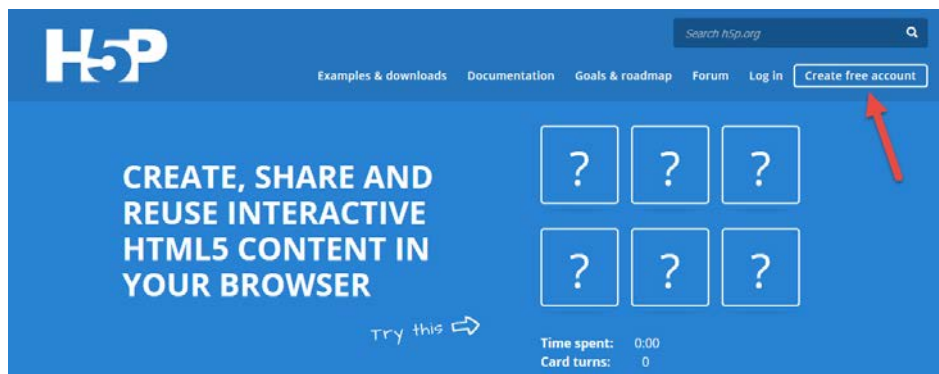 H5P
Search h5p.org
Examples & downloads Documentation Goals & roadmap Forum Log in Create free account
CREATE, SHARE AND
REUSE INTERACTIVE
HTML5 CONTENT IN
YOUR BROWSER
Try this
? ? ?
? ? ?
Time spent: 0:00
Card turns: 0